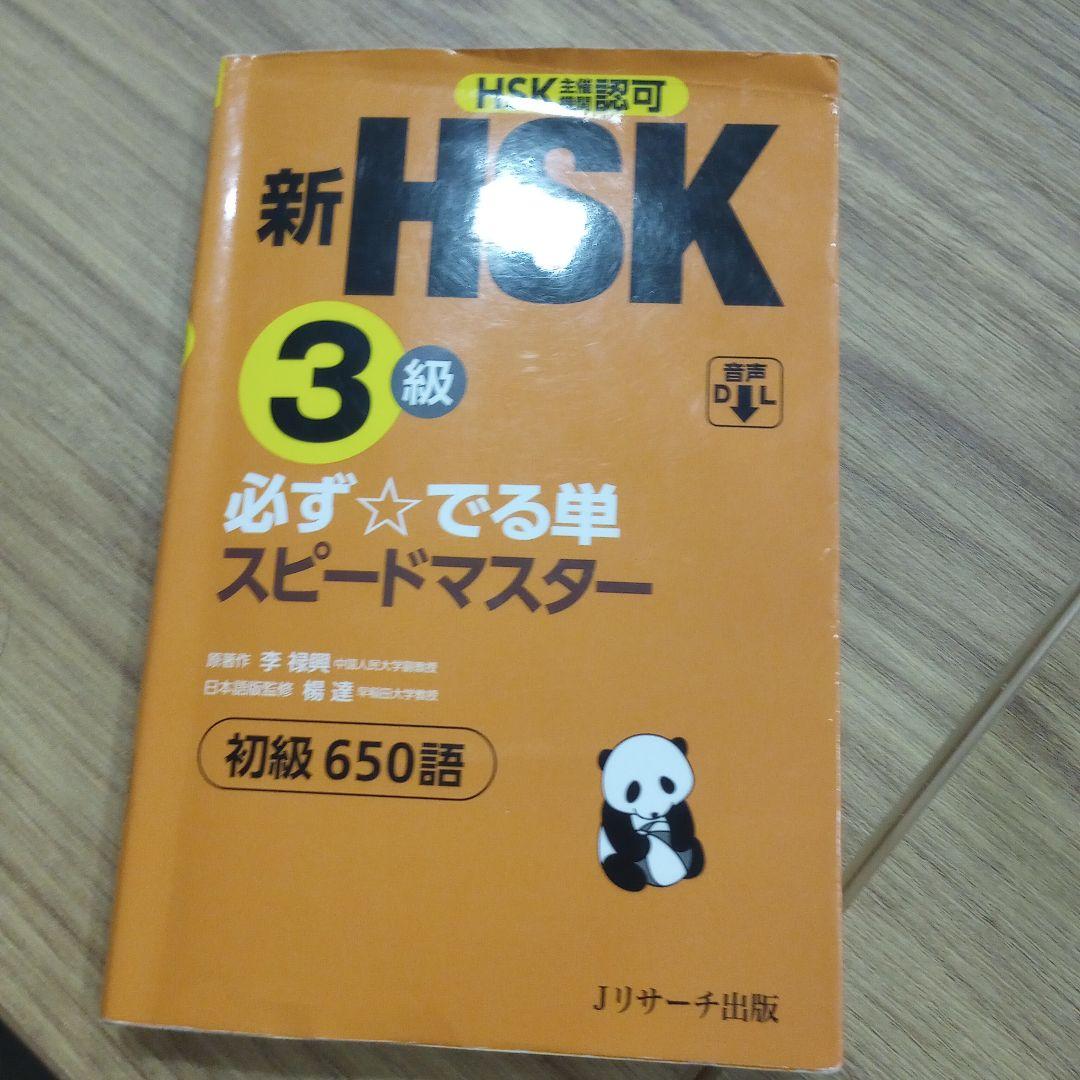 HSK主催機関認可
新HSK
3級
音声
DL
必ず☆でる単
スピードマスター
原著作 李 禄興 中国人民大学副教授
日本語版監修 楊 達 早稲田大学教授
初級650語
Jリサーチ出版